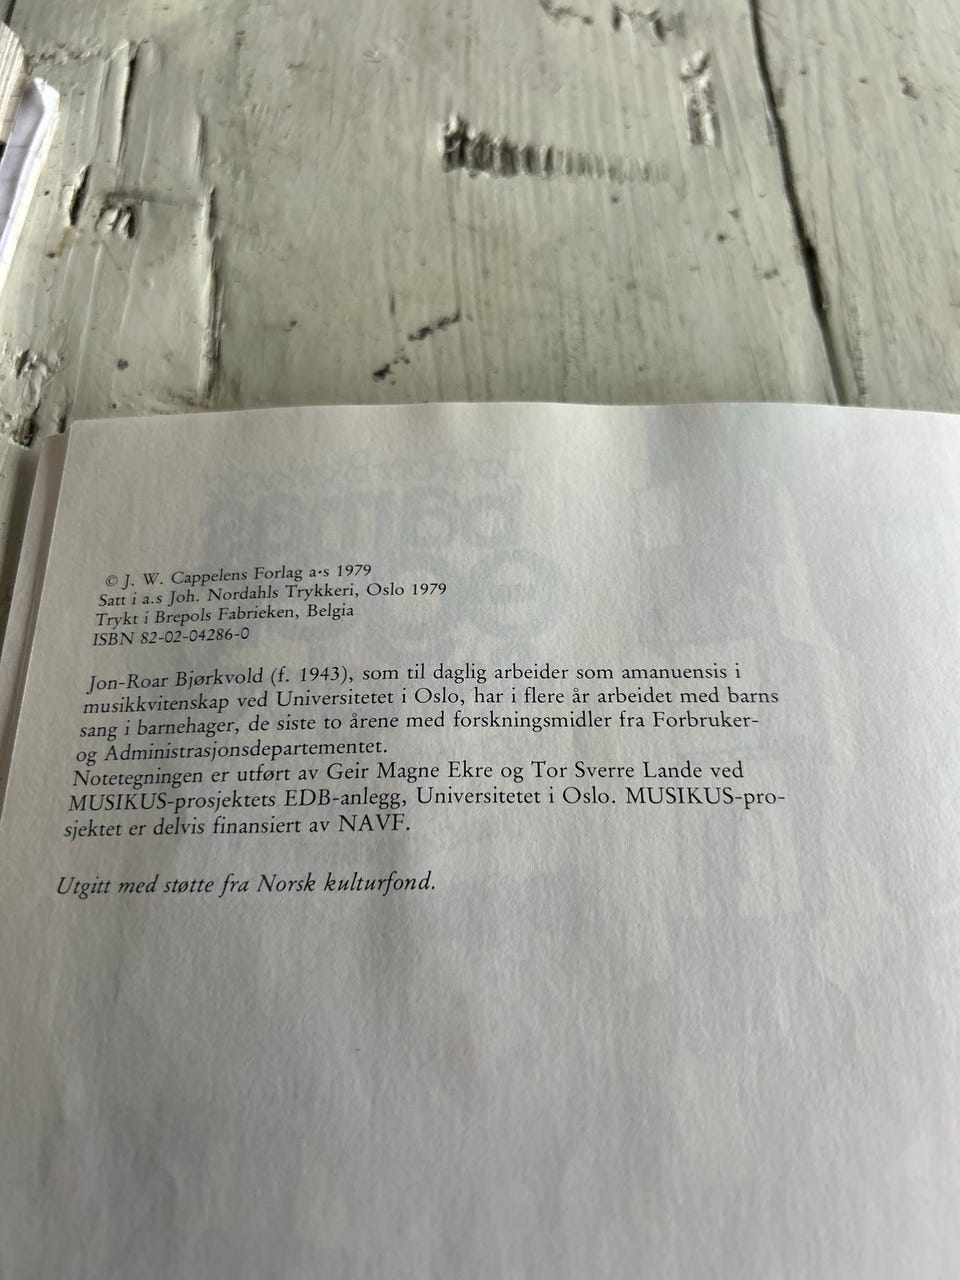 © J. W. Cappelens Forlag a·s 1979
Satt i a.s Joh. Nordahls Trykkeri, Oslo 1979
Trykt i Brepols Fabrieken, Belgia
ISBN 82-02-04286-0
Jon-Roar Bjørkvold (f. 1943), som til daglig arbeider som amanuensis i
musikkvitenskap ved Universitetet i Oslo, har i flere år arbeidet med barns
sang i barnehager, de siste to årene med forskningsmidler fra Forbruker-
og Administrasjonsdepartementet.
Notetegningen er utført av Geir Magne Ekre og Tor Sverre Lande ved
MUSIKUS-prosjektets EDB-anlegg, Universitetet i Oslo. MUSIKUS-pro-
sjektet er delvis finansiert av NAVF.
Utgitt med støtte fra Norsk kulturfond.